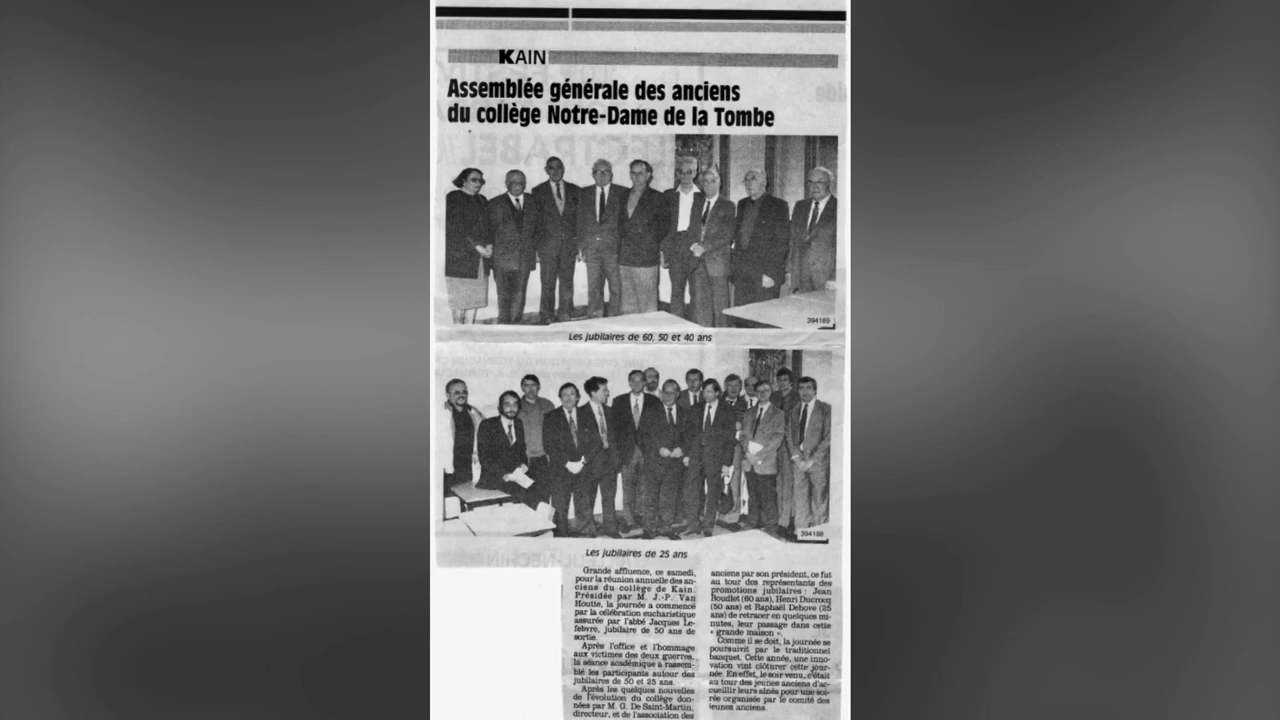 KAIN
Assemblée générale des anciens
du collège Notre-Dame de la Tombe
394189
Les jubilaires de 60, 50 et 40 ans
394188
Les jubilaires de 25 ans
Grande affluence, ce samedi,
pour la réunion annuelle des an-
ciens du collège de Kain.
Présidée par M. J.-P. Van
Houtte, la journée a commencé
par la célébration eucharistique
assurée par l'abbé Jacques Le-
febvre, jubilaire de 50 ans de
sortie.
Après l'office et l'hommage
aux victimes des deux guerres,
la séance académique a rassem-
blé les participants autour des
jubilaires de 50 et 25 ans.
Après les quelques nouvelles
de l'évolution du collège don-
nées par M. G. De Saint-Martin,
directeur, et de l'association des
anciens par son président, ce fut
au tour des représentants des
promotions jubilaires : Jean
Boudlet (60 ans), Henri Ducrocq
(50 ans) et Raphaël Dehove (25
ans) de retracer en quelques mi-
nutes, leur passage dans cette
« grande maison ».
Comme il se doit, la journée se
poursuivit par le traditionnel
banquet. Cette année, une inno-
vation vint clôturer cette jour-
née. En effet, le soir venu, c'était
au tour des jeunes anciens d'ac-
cueillir leurs aînés pour une soi-
rée organisée par le comité des
jeunes anciens.